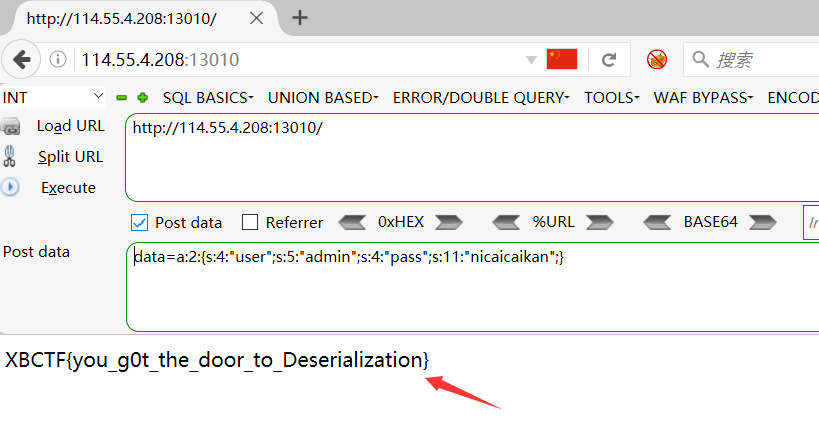 http://114.55.4.208:13010/
114.55.4.208:13010 搜索
INT SQL BASICS UNION BASED ERROR/DOUBLE QUERY TOOLS WAF BYPASS ENCOD
Load URL http://114.55.4.208:13010/
Split URL
Execute
Post data Referrer 0xHEX %URL BASE64
Post data data=a:2:{s:4:"user";s:5:"admin";s:4:"pass";s:11:"nicaicaikan";}
XBCTF{you_g0t_the_door_to_Deserialization}